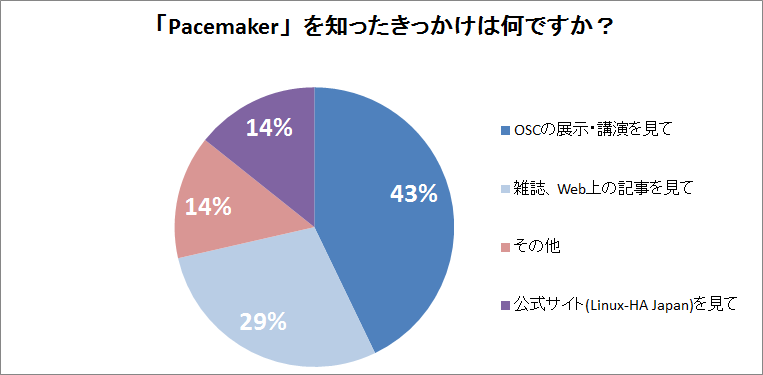 「Pacemaker」を知ったきっかけは何ですか？
14%
43%
14%
29%
OSCの展示・講演を見て
雑誌、Web上の記事を見て
その他
公式サイト(Linux-HA Japan)を見て